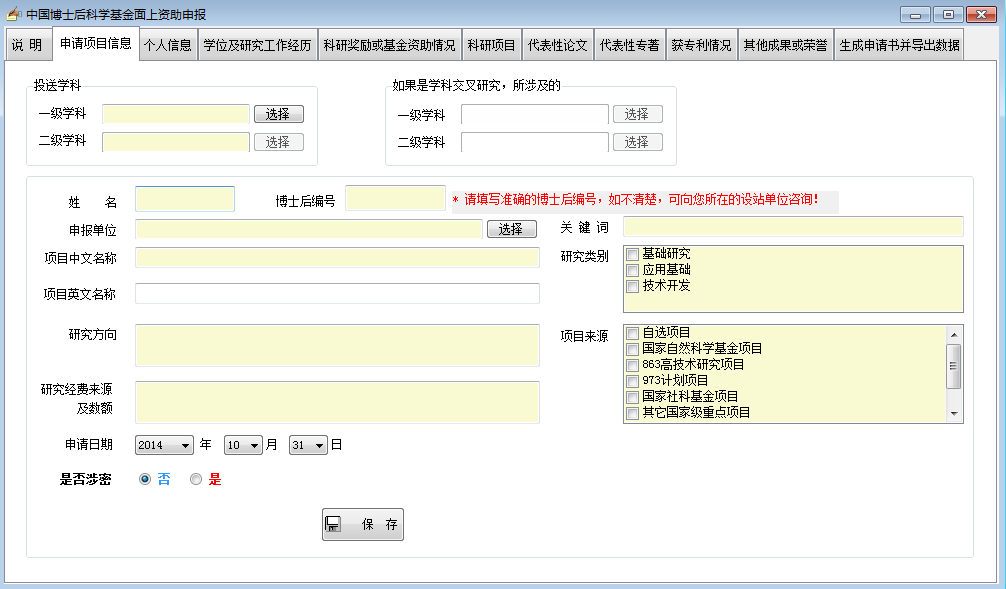 中国博士后科学基金面上资助申报
说 明 申请项目信息 个人信息 学位及研究工作经历 科研奖励或基金资助情况 科研项目 代表性论文 代表性专著 获专利情况 其他成果或荣誉 生成申请书并导出数据
投送学科
一级学科 选择
二级学科 选择
如果是学科交叉研究，所涉及的
一级学科 选择
二级学科 选择
姓 名 博士后编号 * 请填写准确的博士后编号，如不清楚，可向您所在的设站单位咨询！
申报单位 选择 关 键 词
项目中文名称
研究类别
基础研究
应用基础
技术开发
项目英文名称
研究方向
项目来源
自选项目
国家自然科学基金项目
863高技术研究项目
973计划项目
国家社科基金项目
其它国家级重点项目
研究经费来源
及数额
申请日期 2014 年 10 月 31 日
是否涉密 否 是
保 存